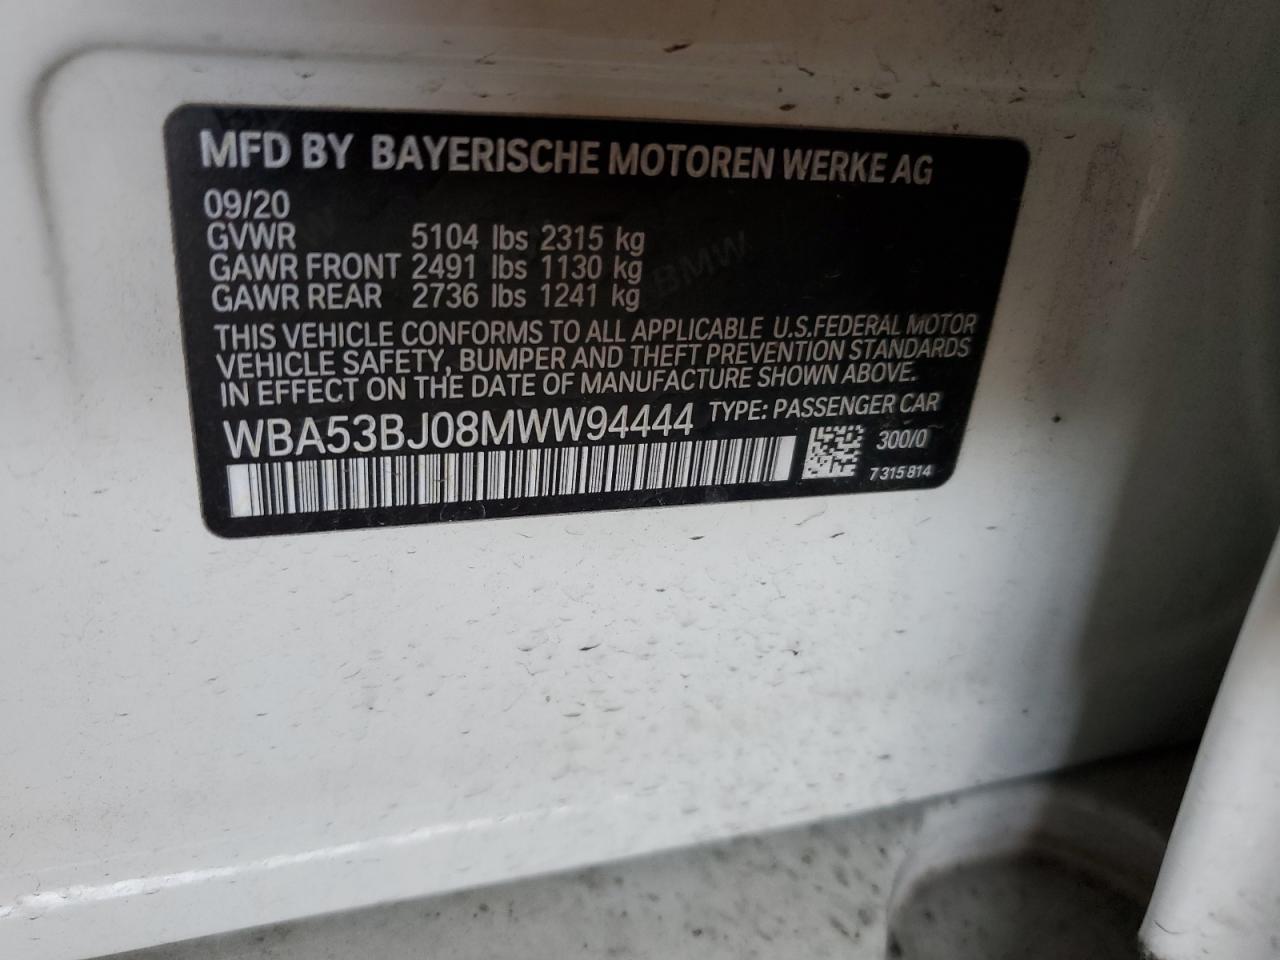 MFD BY BAYERISCHE MOTOREN WERKE AG
09/20
GVWR 5104 lbs 2315 kg
GAWR FRONT 2491 lbs 1130 kg
GAWR REAR 2736 lbs 1241 kg
THIS VEHICLE CONFORMS TO ALL APPLICABLE U.S.FEDERAL MOTOR
VEHICLE SAFETY, BUMPER AND THEFT PREVENTION STANDARDS
IN EFFECT ON THE DATE OF MANUFACTURE SHOWN ABOVE.
WBA53BJ08MWW94444 TYPE: PASSENGER CAR
300/0
7 315 814
BMW